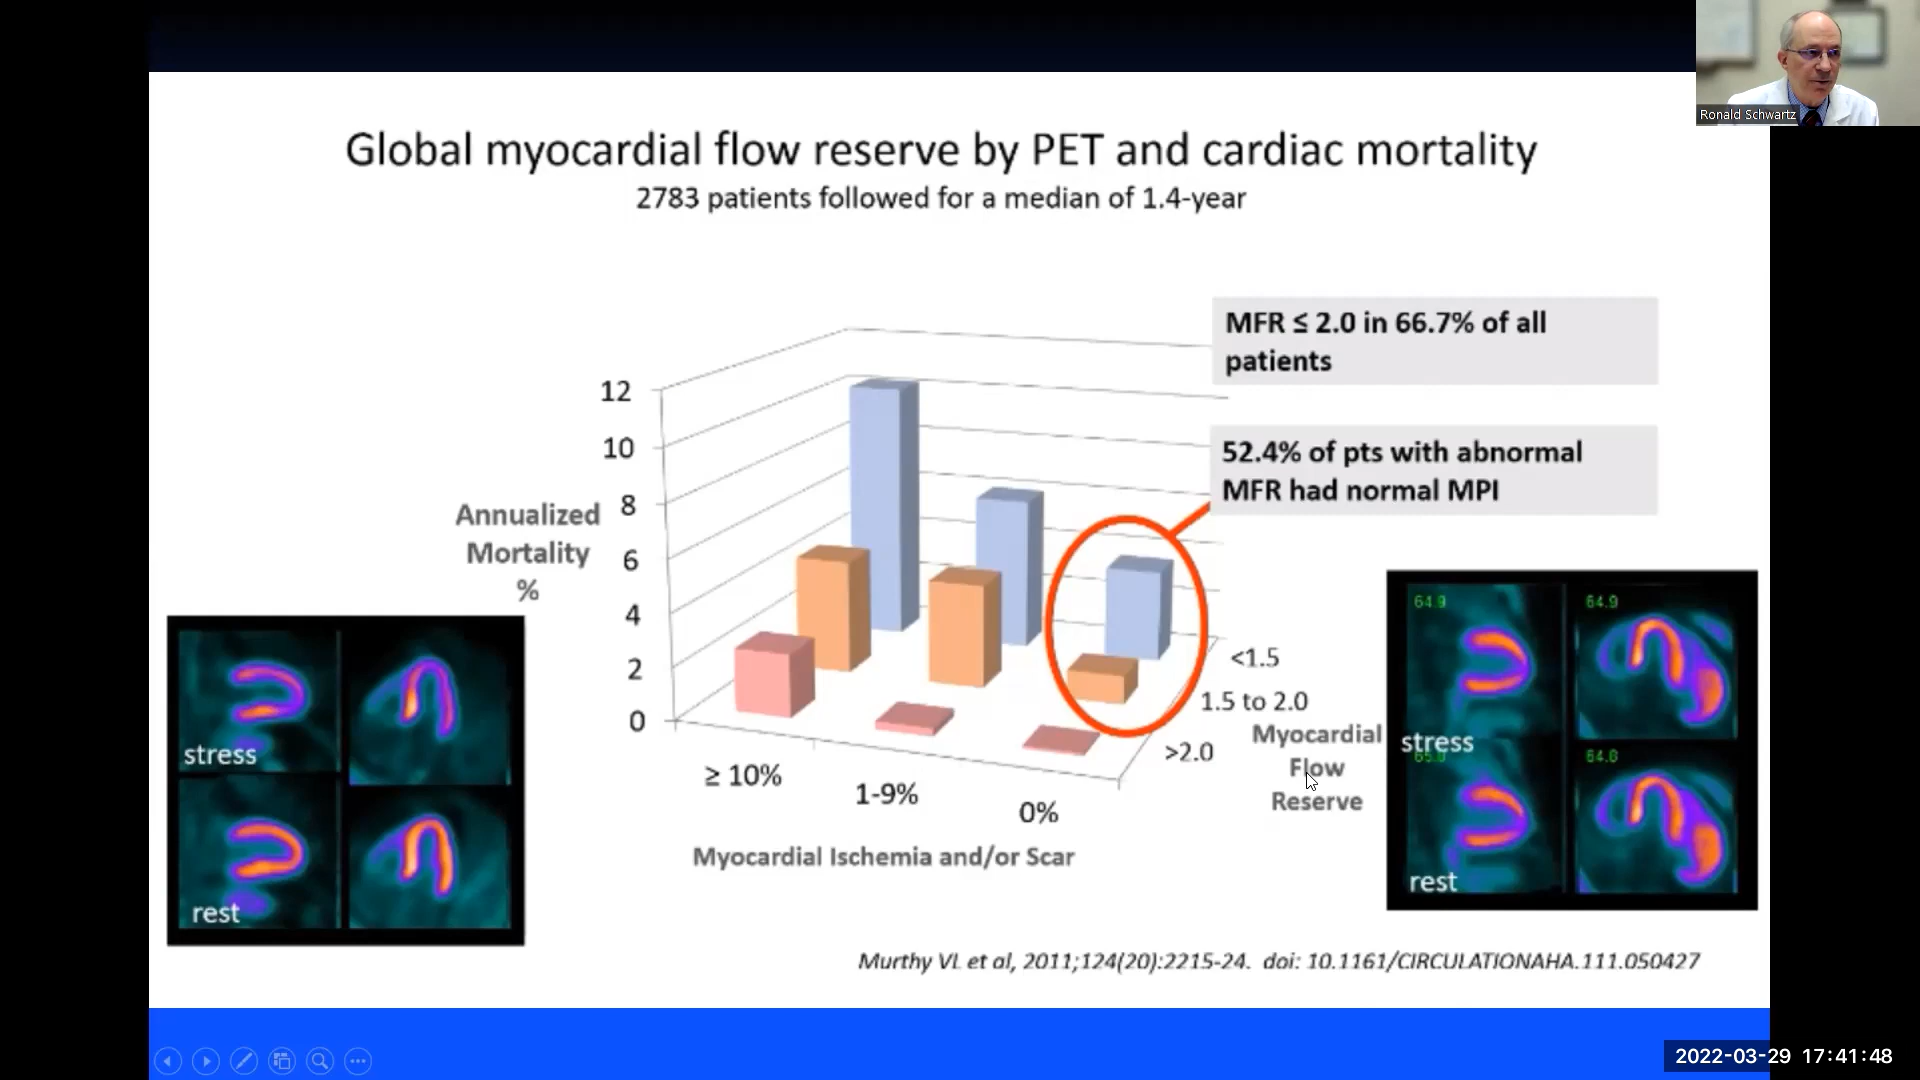 Ronald Schwartz
Global myocardial flow reserve by PET and cardiac mortality
2783 patients followed for a median of 1.4-year
MFR ≤ 2.0 in 66.7% of all
patients
52.4% of pts with abnormal
MFR had normal MPI
Annualized
Mortality
%
12
10
8
6
4
2
0
≥ 10%
1-9%
0%
Myocardial Ischemia and/or Scar
<1.5
1.5 to 2.0
>2.0
Myocardial
Flow
Reserve
stress
rest
64.9
64.9
stress
64.8
rest
Murthy VL et al, 2011;124(20):2215-24. doi: 10.1161/CIRCULATIONAHA.111.050427
2022-03-29 17:41:48